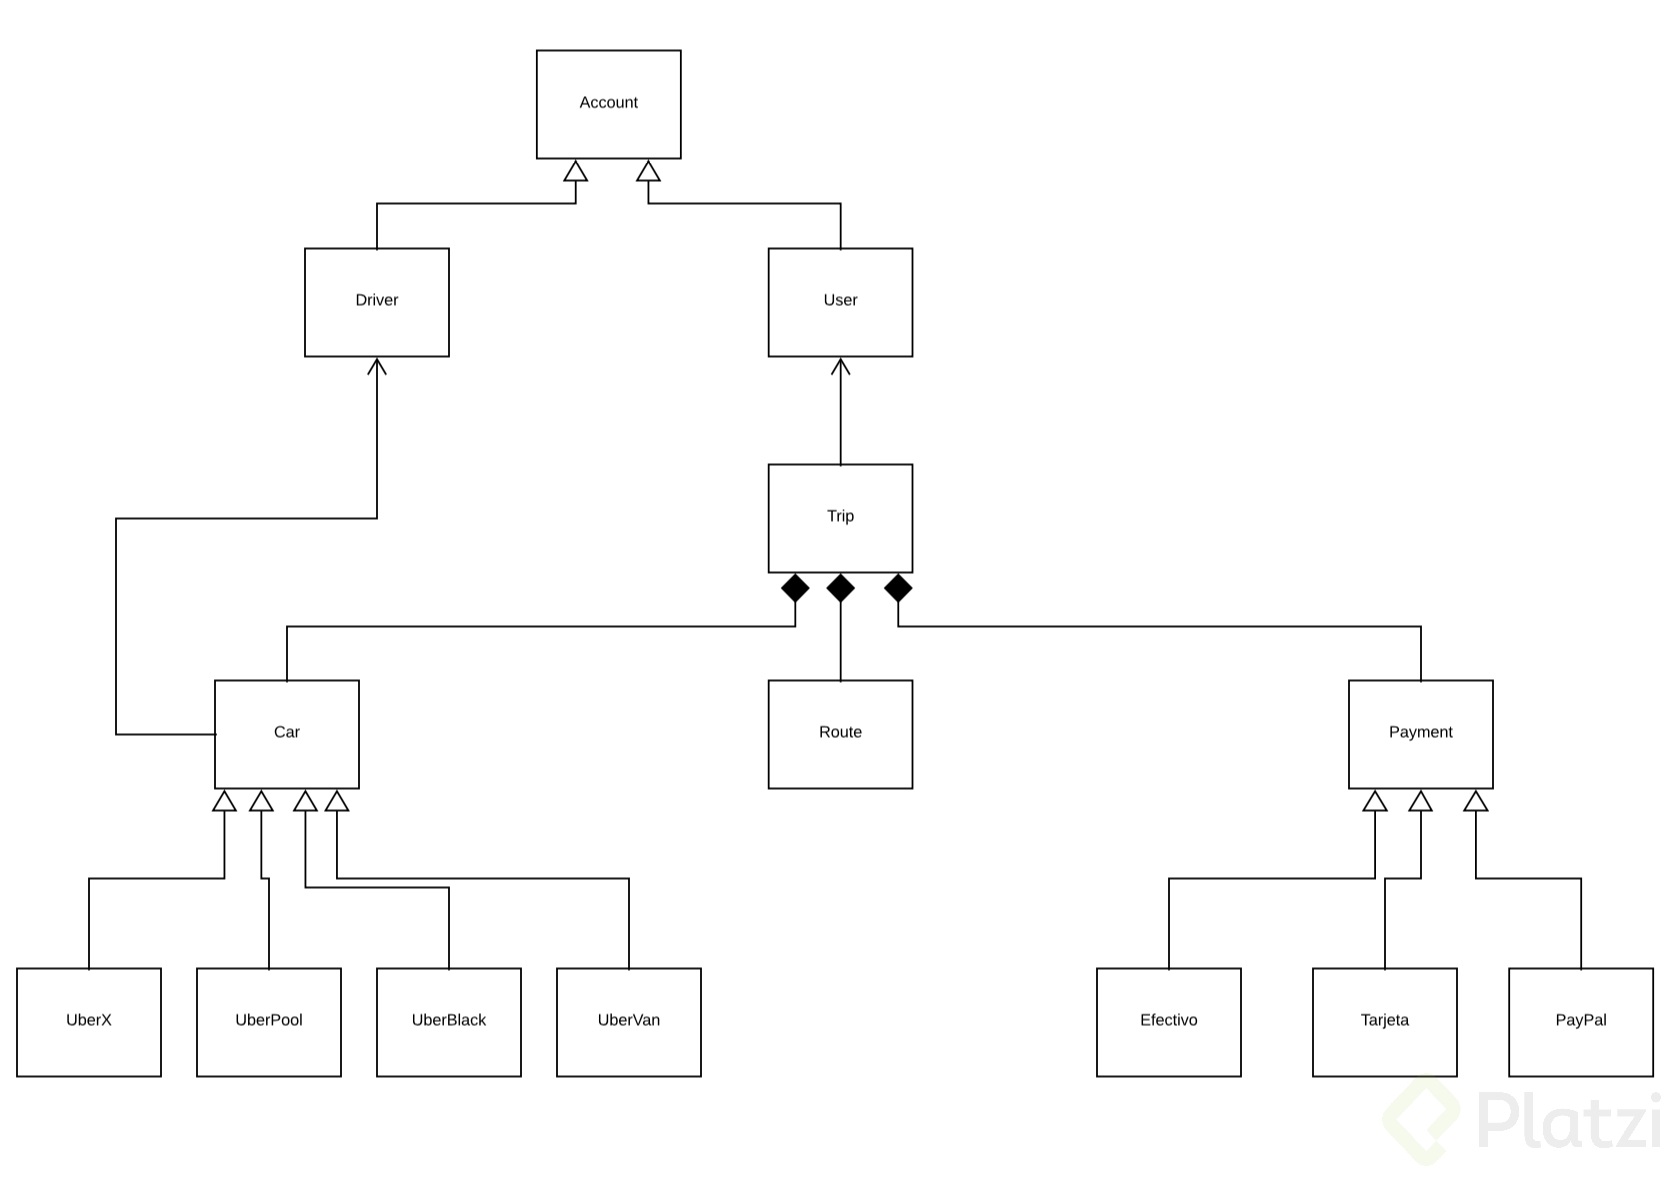 Account
Driver
User
Trip
Car
Route
Payment
UberX
UberPool
UberBlack
UberVan
Efectivo
Tarjeta
PayPal
Platzi